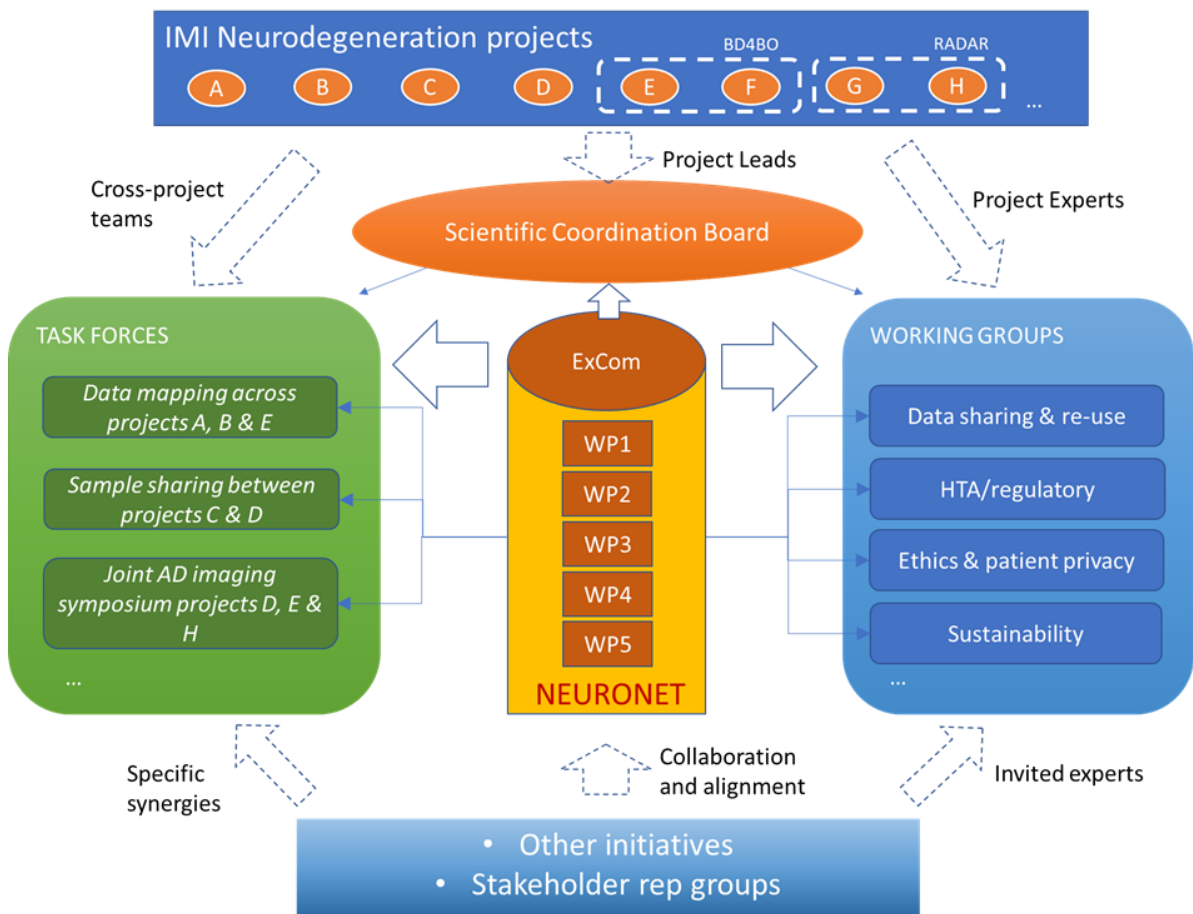 IMI Neurodegeneration projects
BD4BO
RADAR
A
B
C
D
E
F
G
H
...
Cross-project
teams
Project Leads
Project Experts
Scientific Coordination Board
TASK FORCES
Data mapping across
projects A, B & E
Sample sharing between
projects C & D
Joint AD imaging
symposium projects D, E &
H
...
ExCom
WP1
WP2
WP3
WP4
WP5
NEURONET
WORKING GROUPS
Data sharing & re-use
HTA/regulatory
Ethics & patient privacy
Sustainability
...
Specific
synergies
Collaboration
and alignment
Invited experts
• Other initiatives
• Stakeholder rep groups